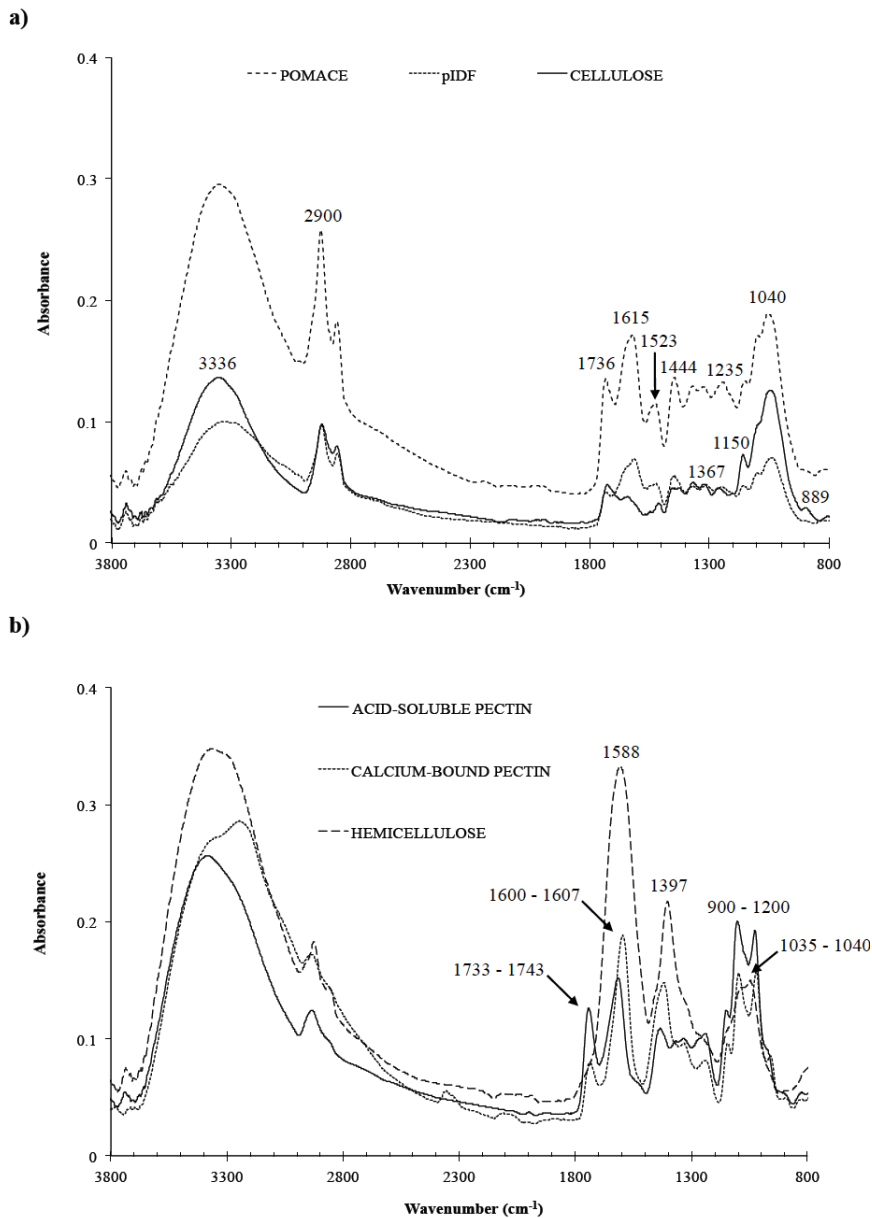 a)
0.4
POMACE pIDF CELLULOSE
0.3
2900
Absorbance
0.2
1040
1615
1523
3336
1736
1444
1235
0.1
1150
1367
889
0
3800 3300 2800 2300 1800 1300 800
Wavenumber (cm-1)
b)
0.4
ACID-SOLUBLE PECTIN
1588
CALCIUM-BOUND PECTIN
0.3
HEMICELLULOSE
Absorbance
1600 - 1607
1397
0.2
900 - 1200
1733 - 1743
1035 - 1040
0.1
0
3800 3300 2800 2300 1800 1300 800
Wavenumber (cm-1)